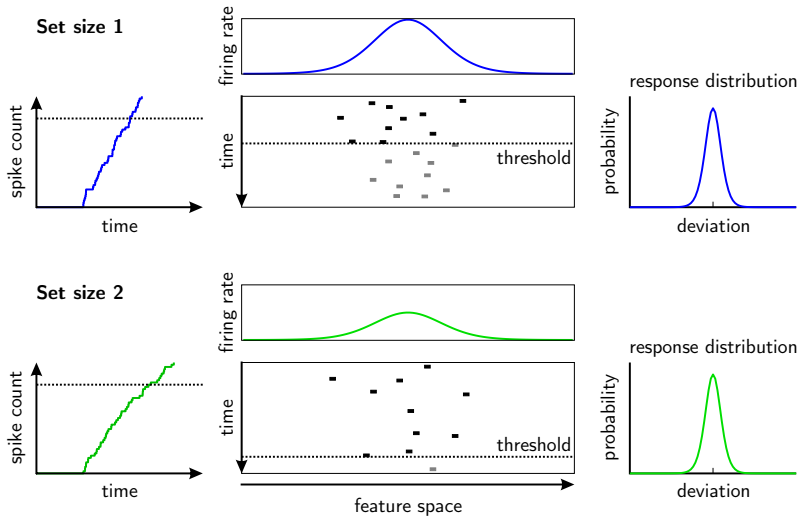 Set size 1
firing rate
response distribution
spike count
time
time
threshold
probability
deviation
Set size 2
firing rate
response distribution
spike count
time
time
threshold
feature space
probability
deviation